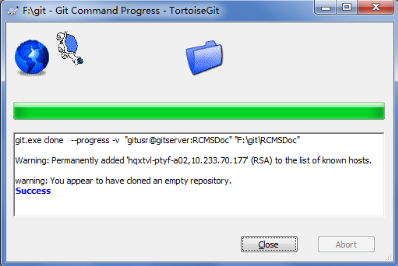 F:\git - Git Command Progress - TortoiseGit
git.exe clone --progress -v "gitusr@gitserver:RCMSDoc" "F:\git\RCMSDoc"
Warning: Permanently added 'hqxtvl-ptyf-a02,10.233.70.177' (RSA) to the list of known hosts.
warning: You appear to have cloned an empty repository.
Success
Close
Abort